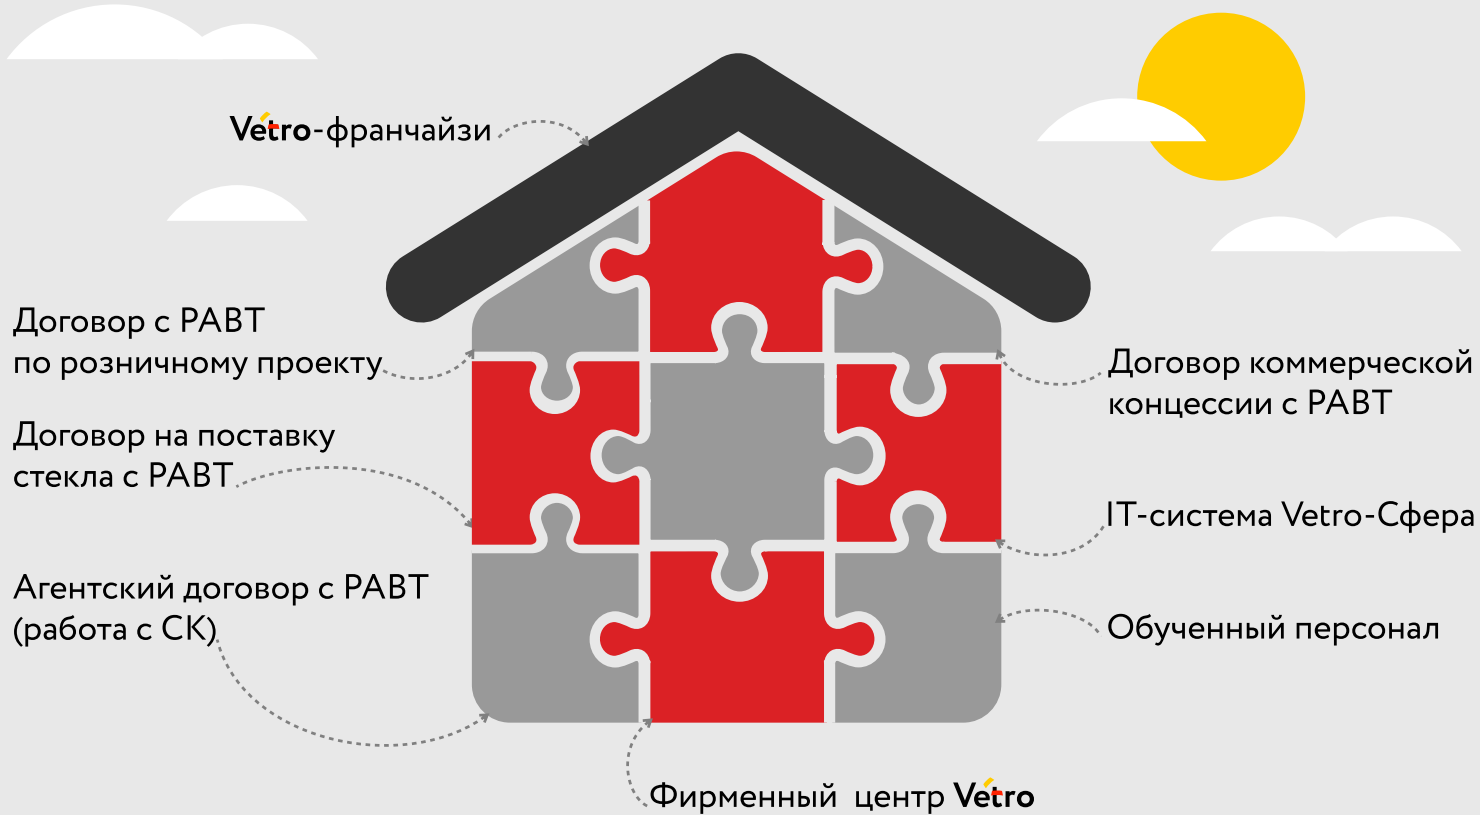 Vetro-франчайзи
Договор с РАВТ
по розничному проекту
Договор на поставку
стекла с РАВТ
Агентский договор с РАВТ
(работа с СК)
Договор коммерческой
концессии с РАВТ
IT-система Vetro-Сфера
Обученный персонал
Фирменный центр Vetro